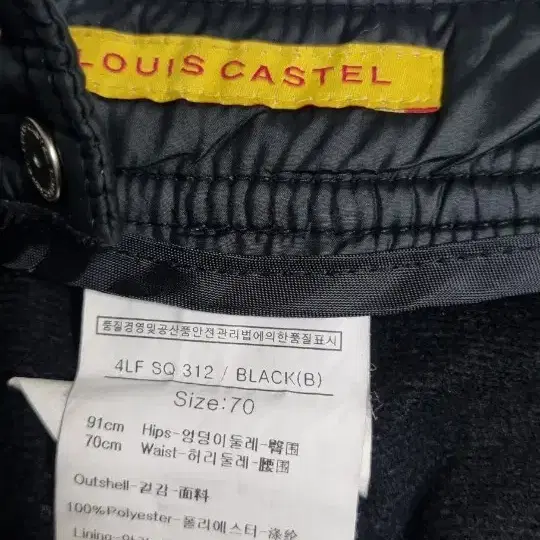 LOUIS CASTEL
품질경영및공산품안전관리법에의한품질표시
4LF SQ 312 / BLACK(B)
Size:70
91cm Hips-엉덩이둘레-臀围
70cm Waist-허리둘레-腰围
Outshell-겉감-面料
100%Polyester-폴리에스터-涤纶
Lining-안